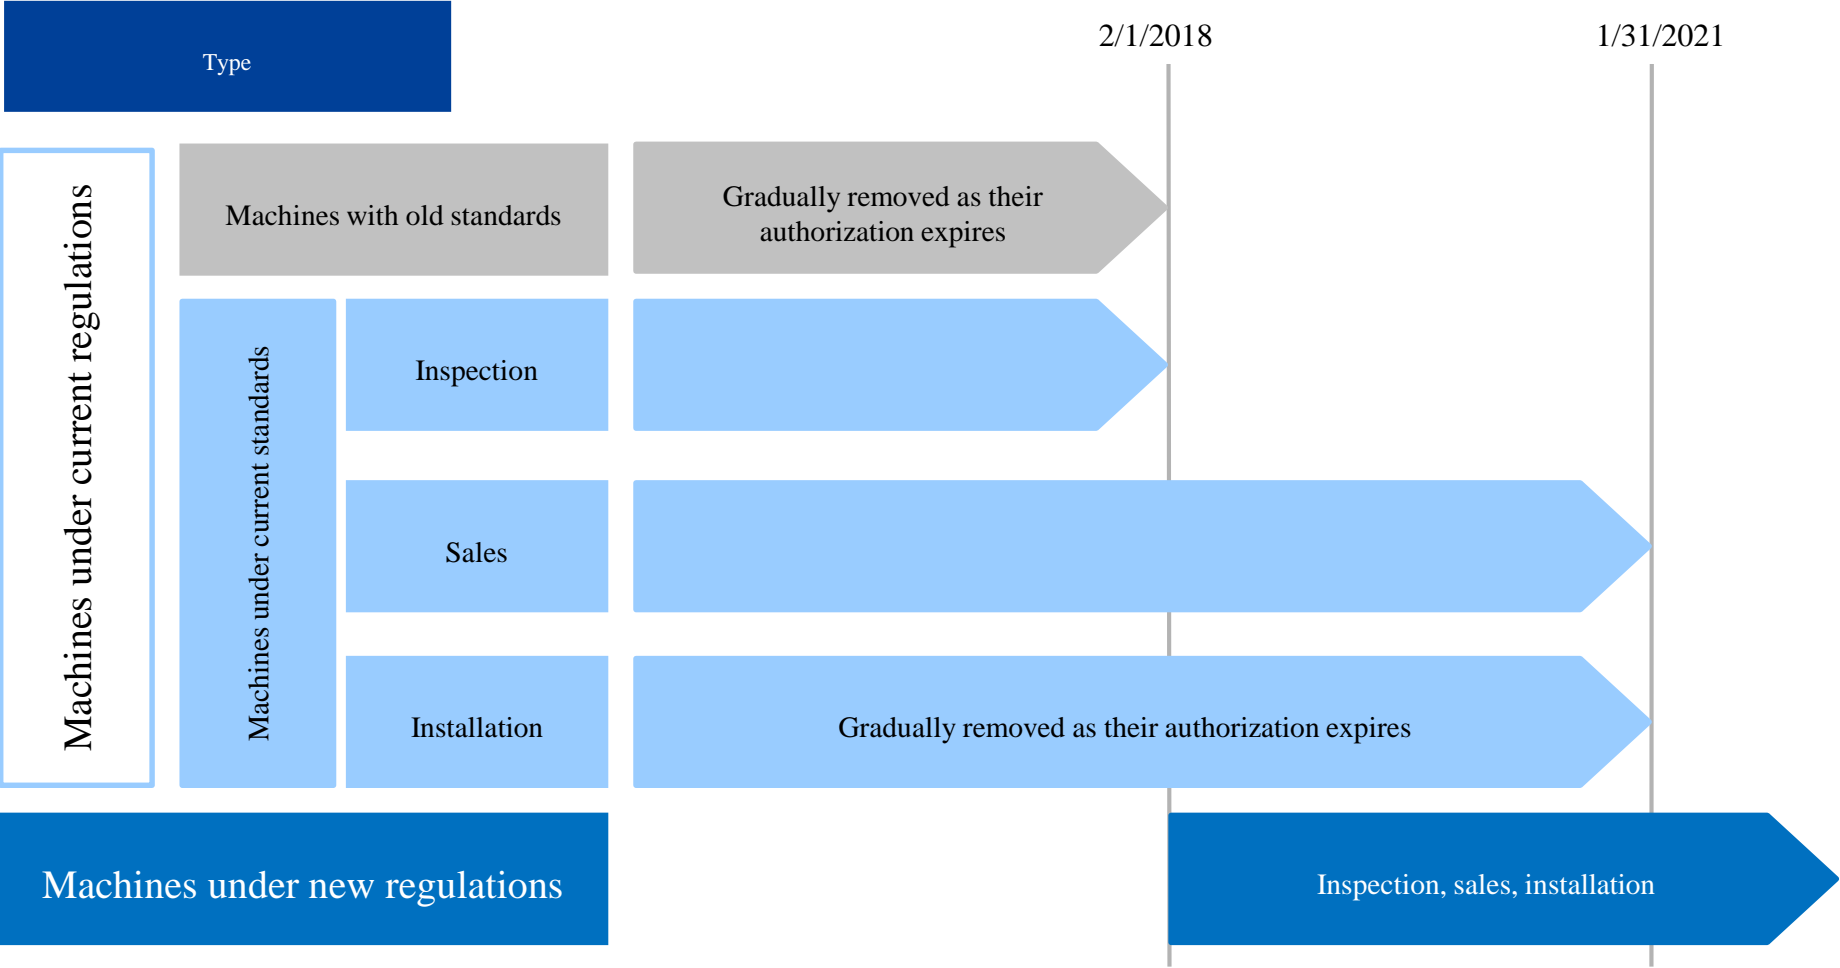 Type
2/1/2018
1/31/2021
Machines under current regulations
Machines with old standards
Gradually removed as their
authorization expires
Machines under current standards
Inspection
Sales
Installation
Gradually removed as their authorization expires
Machines under new regulations
Inspection, sales, installation